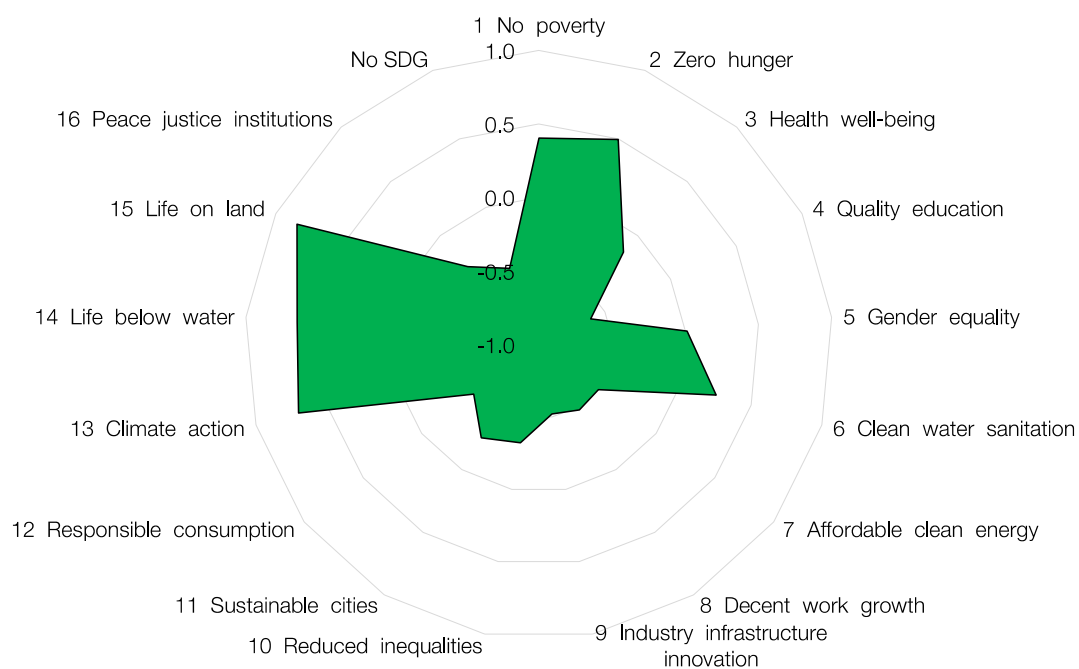 1 No poverty
1.0
No SDG
2 Zero hunger
16 Peace justice institutions
3 Health well-being
0.5
15 Life on land
4 Quality education
0.0
-0.5
14 Life below water
5 Gender equality
-1.0
13 Climate action
6 Clean water sanitation
12 Responsible consumption
7 Affordable clean energy
11 Sustainable cities
8 Decent work growth
10 Reduced inequalities
9 Industry infrastructure
innovation